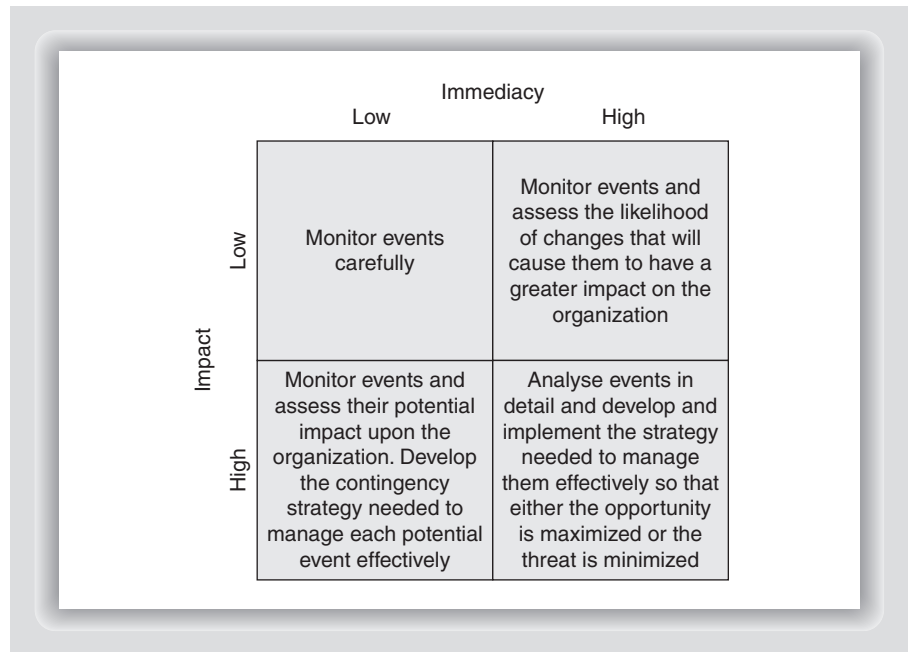 Immediacy
Low
High
Low
Monitor events
carefully
Monitor events and
assess the likelihood
of changes that will
cause them to have a
greater impact on the
organization
Impact
High
Monitor events and
assess their potential
impact upon the
organization. Develop
the contingency
strategy needed to
manage each potential
event effectively
Analyse events in
detail and develop and
implement the strategy
needed to manage
them effectively so that
either the opportunity
is maximized or the
threat is minimized